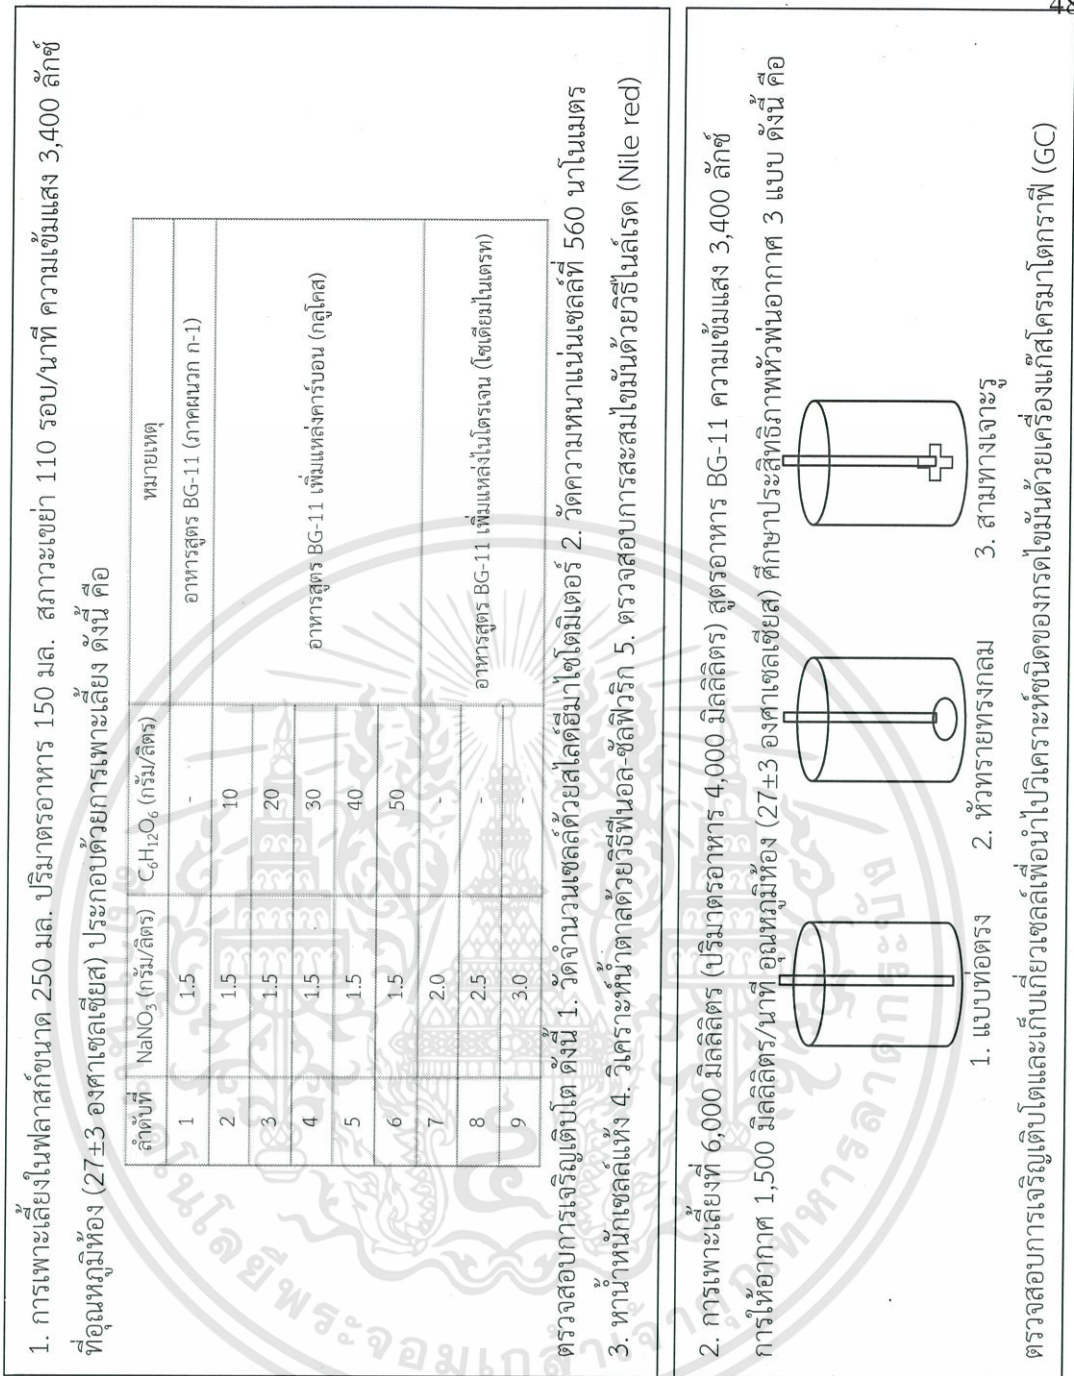 48
1. การเพาะเลี้ยงในฟลาสก์ขนาด 250 มล. ปริมาตรอาหาร 150 มล. สภาวะเขย่า 110 รอบ/นาที ความเข้มแสง 3,400 ลักซ์
ที่อุณหภูมิห้อง (27±3 องศาเซลเซียส) ประกอบด้วยการเพาะเลี้ยง ดังนี้ คือ
ลำดับที่ NaNO3 (กรัม/ลิตร) C6H12O6 (กรัม/ลิตร) หมายเหตุ
1 1.5 - อาหารสูตร BG-11 (ภาคผนวก ก-1)
2 1.5 10
3 1.5 20
4 1.5 30 อาหารสูตร BG-11 เพิ่มแหล่งคาร์บอน (กลูโคส)
5 1.5 40
6 1.5 50
7 2.0 -
8 2.5 - อาหารสูตร BG-11 เพิ่มแหล่งไนโตรเจน (โซเดียมไนเตรท)
9 3.0 -
ตรวจสอบการเจริญเติบโต ดังนี้ 1. วัดจำนวนเซลล์ด้วยสไลด์ฮีมาไซโตมิเตอร์ 2. วัดความหนาแน่นเซลล์ที่ 560 นาโนเมตร
3. หาน้ำหนักเซลล์แห้ง 4. วิเคราะห์น้ำตาลด้วยวิธีฟีนอล-ซัลฟิวริก 5. ตรวจสอบการสะสมไขมันด้วยวิธีไนล์เรด (Nile red)
2. การเพาะเลี้ยงที่ 6,000 มิลลิลิตร (ปริมาตรอาหาร 4,000 มิลลิลิตร) สูตรอาหาร BG-11 ความเข้มแสง 3,400 ลักซ์
การให้อากาศ 1,500 มิลลิลิตร/นาที อุณหภูมิห้อง (27±3 องศาเซลเซียส) ศึกษาประสิทธิภาพหัวพ่นอากาศ 3 แบบ ดังนี้ คือ
1. แบบท่อตรง 2. หัวทรายทรงกลม 3. สามทางเจาะรู
ตรวจสอบการเจริญเติบโตและเก็บเกี่ยวเซลล์เพื่อนำไปวิเคราะห์ชนิดของกรดไขมันด้วยเครื่องแก๊สโครมาโตกราฟี (GC)